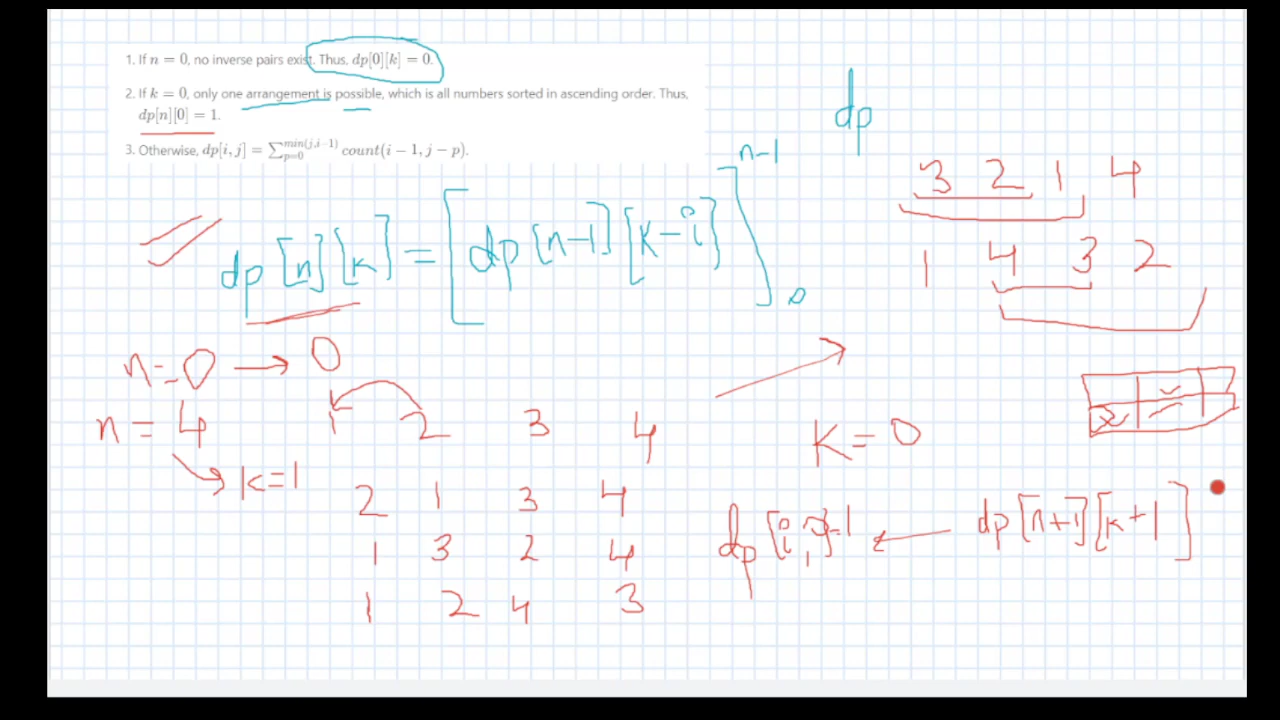 1. If n = 0, no inverse pairs exist. Thus, dp[0][k] = 0.
2. If k = 0, only one arrangement is possible, which is all numbers sorted in ascending order. Thus,
dp[n][0] = 1.
3. Otherwise, dp[i, j] = ∑_{p=0}^{min(j,i−1)} count(i − 1, j − p).
dp
3 2 1 4
1 4 3 2
dp[n][k] = [dp[n-1][k-i]]_0^{n-1}
n = 0 → 0
n = 4
1 2 3 4
K = 0
k = 1
2 1 3 4
1 3 2 4
1 2 4 3
dp[i, 0] = 1 ← dp[n+1][k+1]